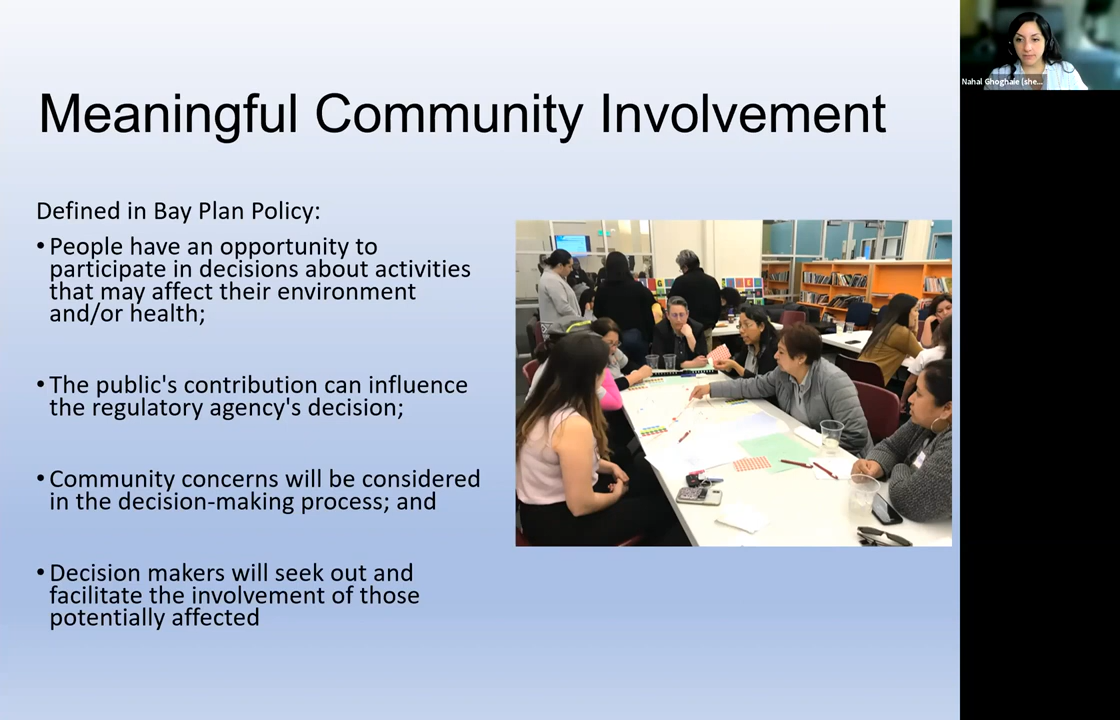 Meaningful Community Involvement
Defined in Bay Plan Policy:
• People have an opportunity to
participate in decisions about activities
that may affect their environment
and/or health;
• The public's contribution can influence
the regulatory agency's decision;
• Community concerns will be considered
in the decision-making process; and
• Decision makers will seek out and
facilitate the involvement of those
potentially affected
Nahal Ghoghaie (she...